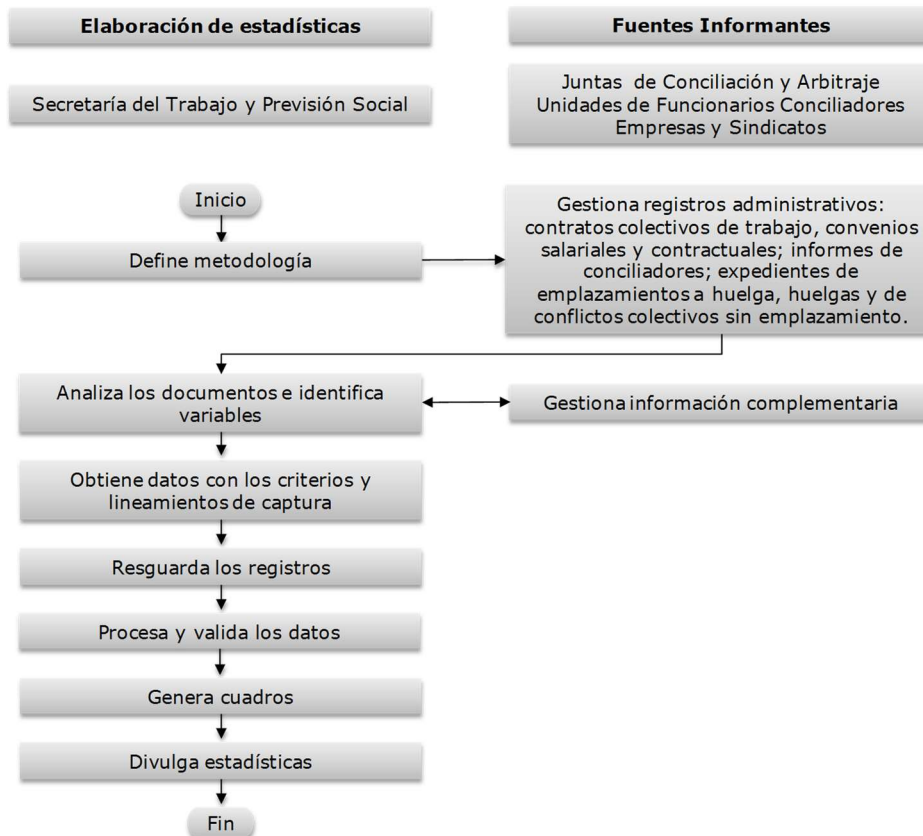 Elaboración de estadísticas
Fuentes Informantes
Secretaría del Trabajo y Previsión Social
Juntas de Conciliación y Arbitraje
Unidades de Funcionarios Conciliadores
Empresas y Sindicatos
Inicio
Define metodología
Gestiona registros administrativos:
contratos colectivos de trabajo, convenios
salariales y contractuales; informes de
conciliadores; expedientes de
emplazamientos a huelga, huelgas y de
conflictos colectivos sin emplazamiento.
Analiza los documentos e identifica
variables
Gestiona información complementaria
Obtiene datos con los criterios y
lineamientos de captura
Resguarda los registros
Procesa y valida los datos
Genera cuadros
Divulga estadísticas
Fin